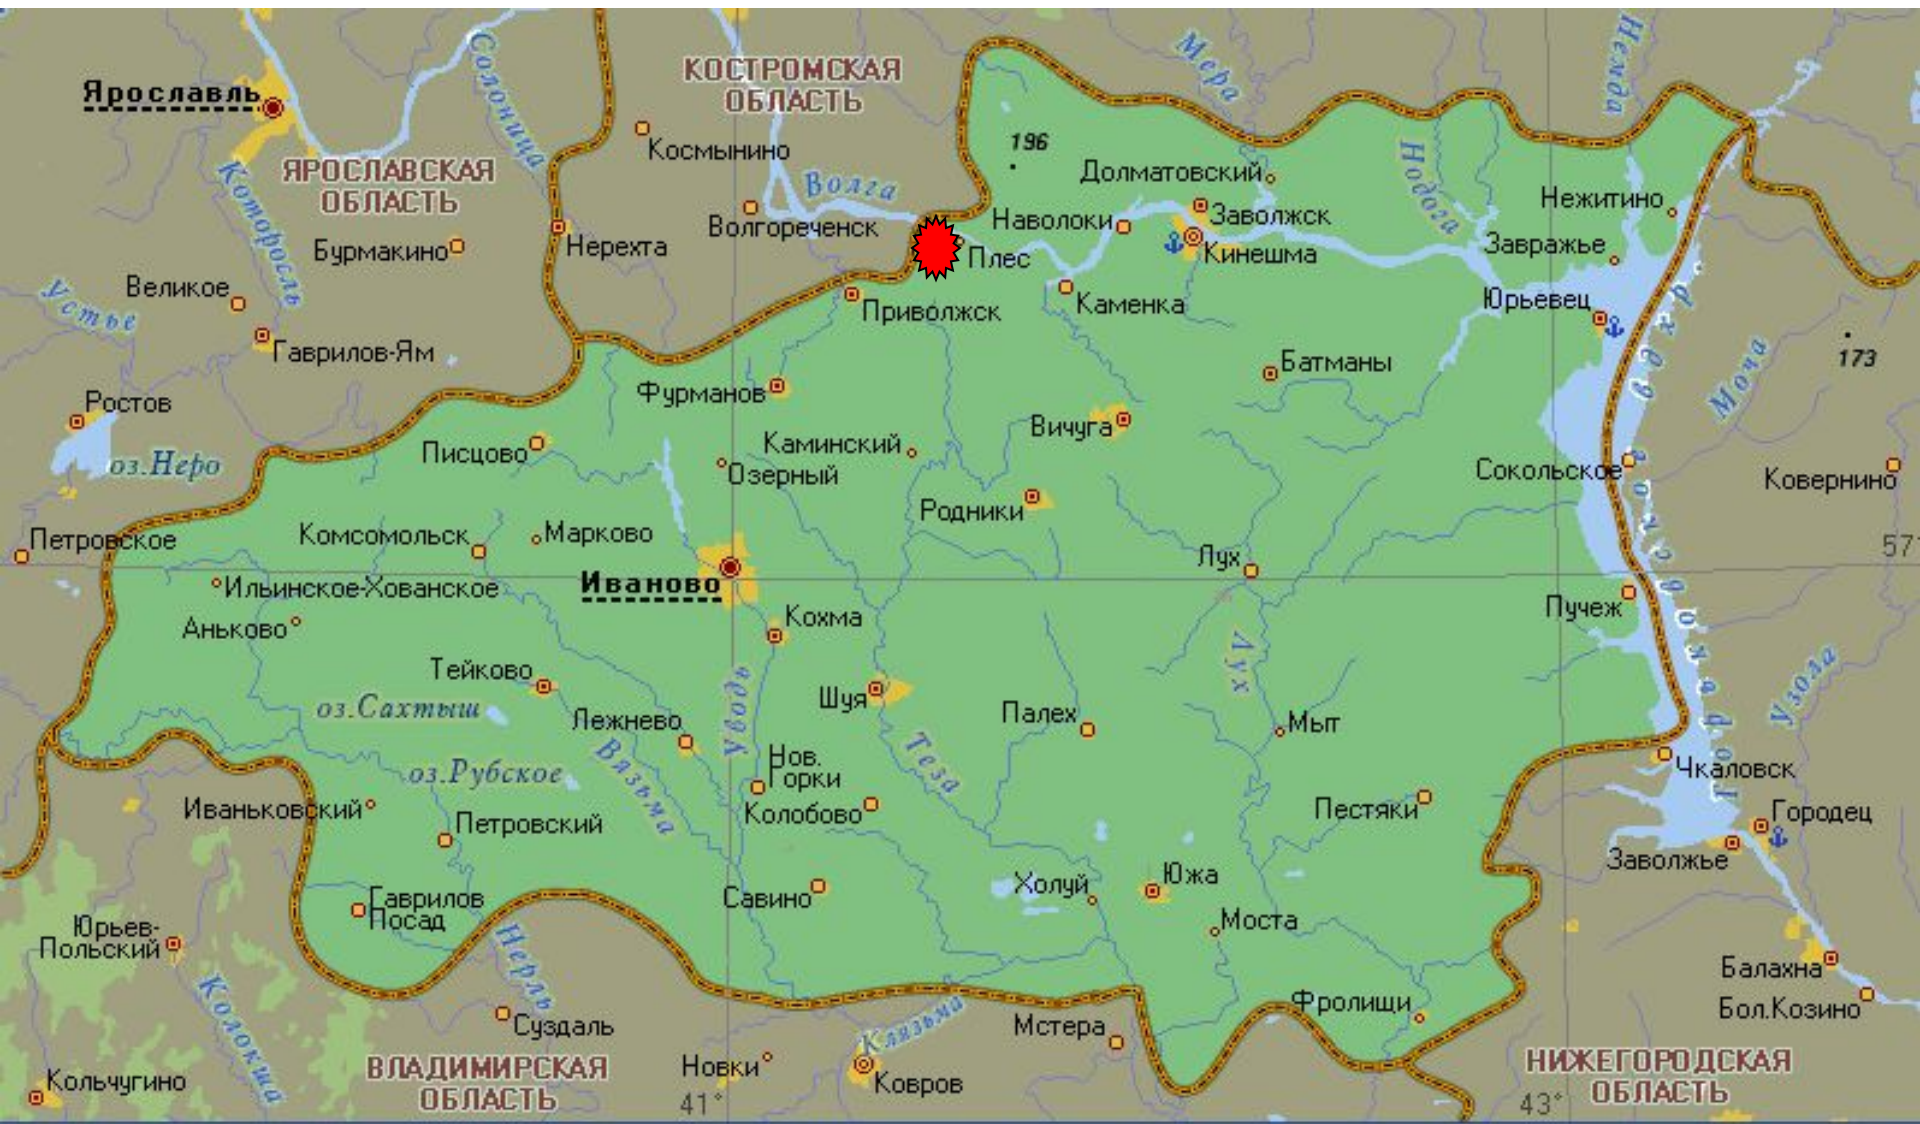 КОСТРОМСКАЯ
ОБЛАСТЬ
Ярославль
Солоница
Мера
Немда
196
Космынино
ЯРОСЛАВСКАЯ
ОБЛАСТЬ
Которосль
Волга
Долматовский
Нодога
Нежитино
Волгореченск
Наволоки
Заволжск
Бурмакино
Нерехта
Плес
Кинешма
Завражье
Великое
Устье
Приволжск
Каменка
Юрьевец
Гаврилов-Ям
Батманы
173
Моча
Ростов
Фурманов
Вичуга
Писцово
Каминский
оз.Неро
Озерный
Сокольское
Ковернино
Родники
Петровское
Комсомольск
Марково
57°
Лух
Ильинское-Хованское
Иваново
Пучеж
Аньково
Кохма
Тейково
Лух
Узола
оз.Сахтыш
Уводь
Шуя
Палех
Лежнево
Мыт
Вязьма
Теза
оз.Рубское
Нов.
Горки
Чкаловск
Иваньковский
Колобово
Пестяки
Городец
Петровский
Заволжье
Гаврилов
Посад
Савино
Холуй
Южа
Моста
Юрьев-
Польский
Нерль
Балахна
Колокша
Суздаль
Клязьма
Мстера
Фролищи
Бол.Козино
ВЛАДИМИРСКАЯ
ОБЛАСТЬ
Новки
Ковров
НИЖЕГОРОДСКАЯ
ОБЛАСТЬ
Кольчугино
41°
43°